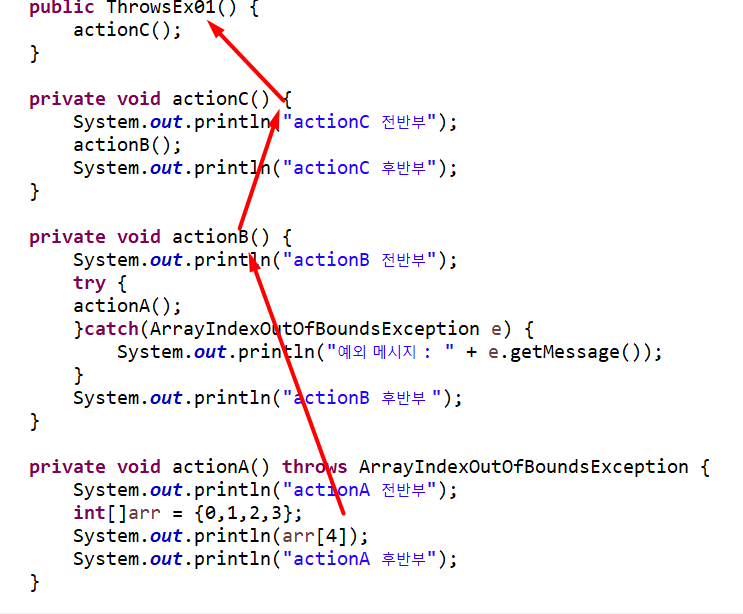 public ThrowsEx01() {
actionC();
}
private void actionC() {
System.out.println("actionC 전반부");
actionB();
System.out.println("actionC 후반부");
}
private void actionB() {
System.out.println("actionB 전반부");
try {
actionA();
}catch(ArrayIndexOutOfBoundsException e) {
System.out.println("예외 메시지 : " + e.getMessage());
}
System.out.println("actionB 후반부 ");
}
private void actionA() throws ArrayIndexOutOfBoundsException {
System.out.println("actionA 전반부");
int[]arr = {0,1,2,3};
System.out.println(arr[4]);
System.out.println("actionA 후반부");
}